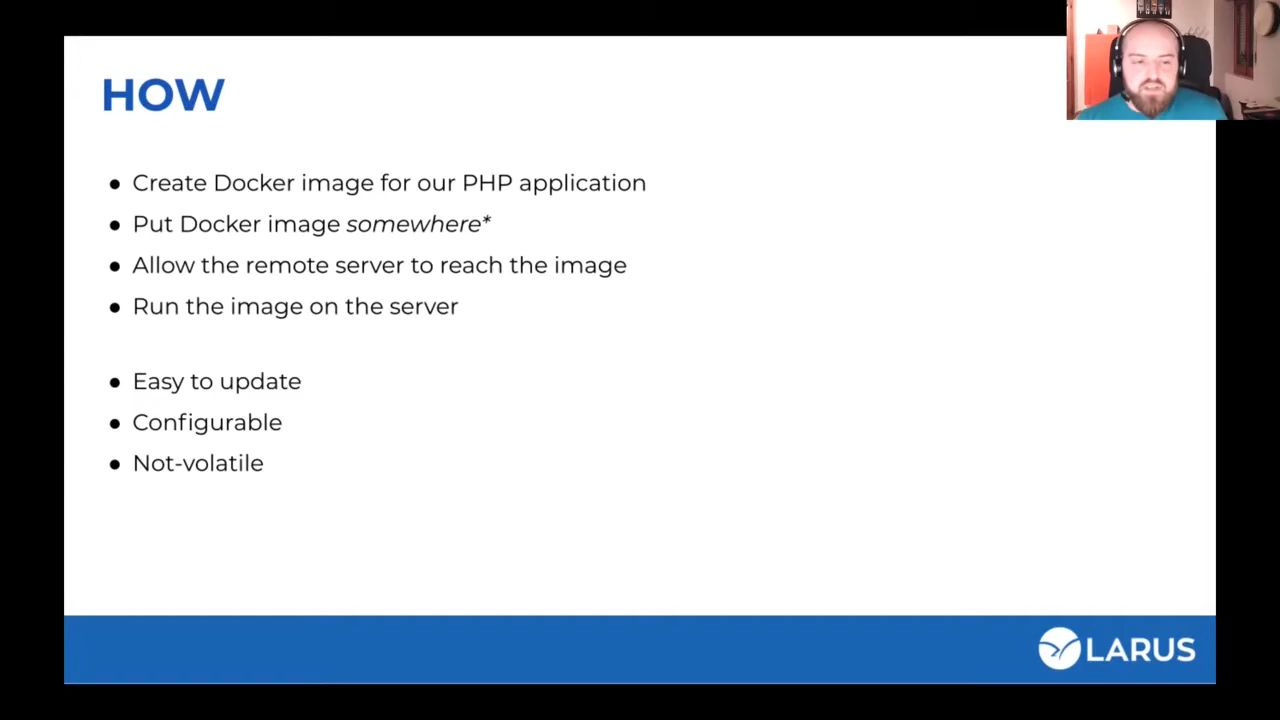 HOW
● Create Docker image for our PHP application
● Put Docker image somewhere*
● Allow the remote server to reach the image
● Run the image on the server
● Easy to update
● Configurable
● Not-volatile
LARUS